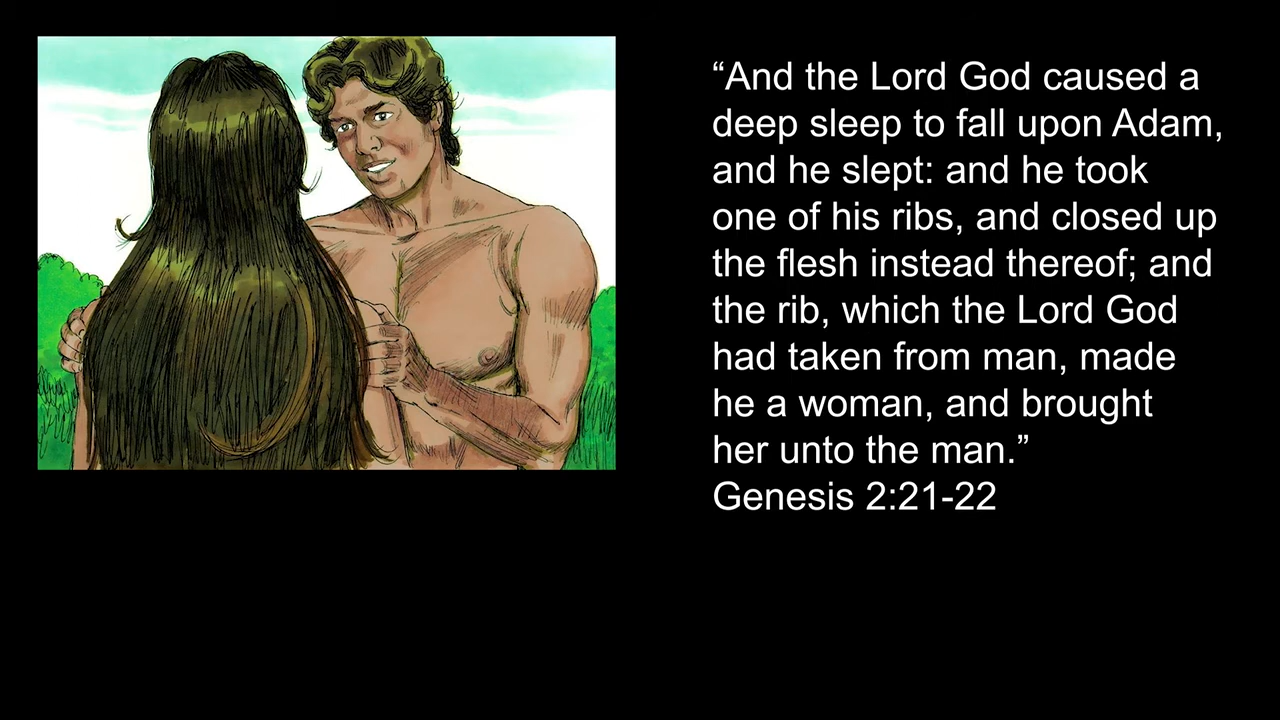 “And the Lord God caused a
deep sleep to fall upon Adam,
and he slept: and he took
one of his ribs, and closed up
the flesh instead thereof; and
the rib, which the Lord God
had taken from man, made
he a woman, and brought
her unto the man.”
Genesis 2:21-22